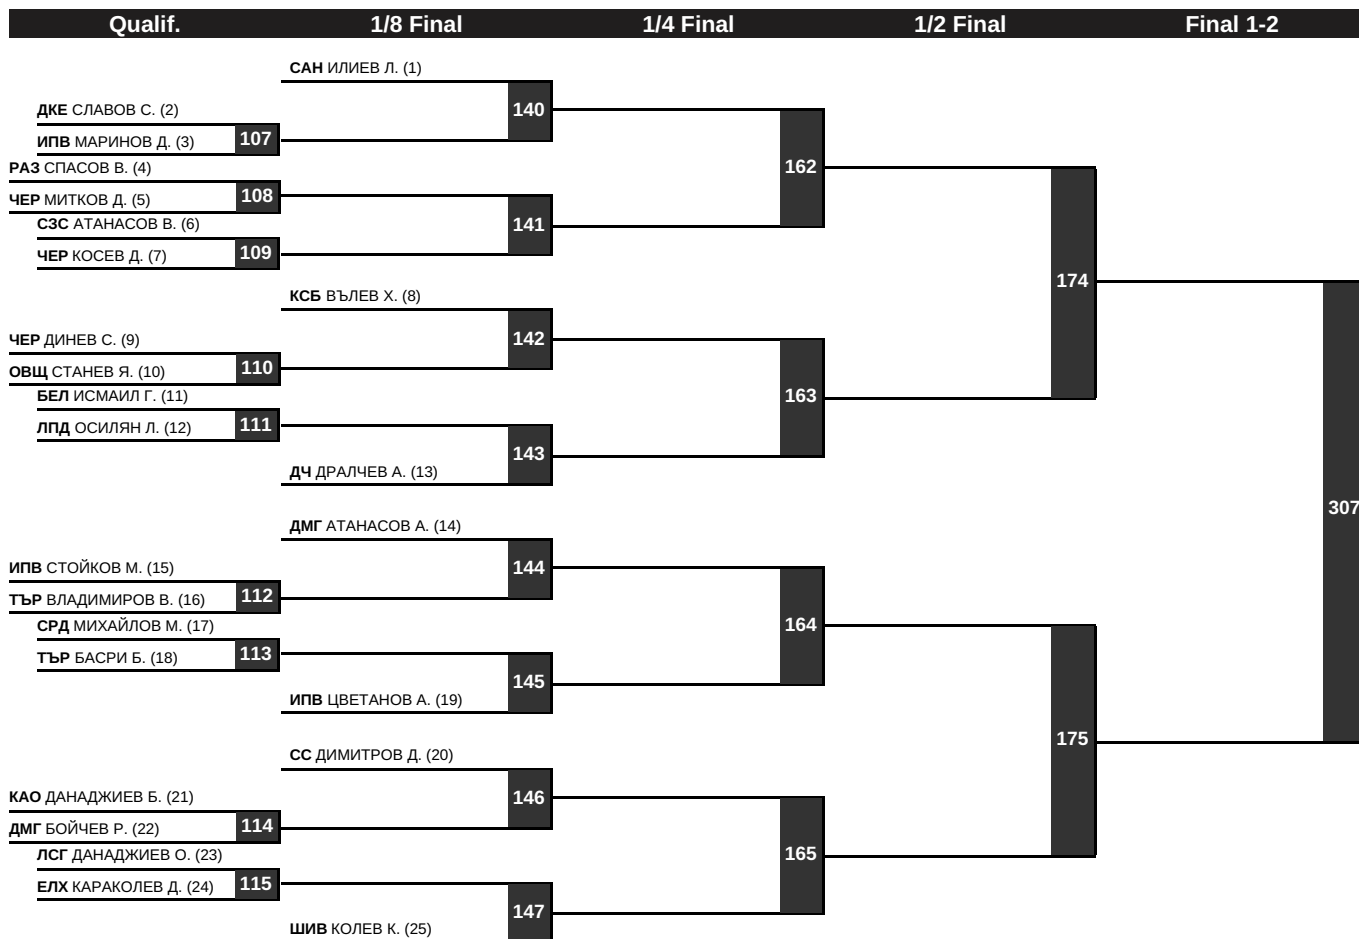 Qualif. 1/8 Final 1/4 Final 1/2 Final Final 1-2
САН ИЛИЕВ Л. (1)
140
ДКЕ СЛАВОВ С. (2)
107
ИПВ МАРИНОВ Д. (3)
162
РАЗ СПАСОВ В. (4)
108
ЧЕР МИТКОВ Д. (5)
141
СЗС АТАНАСОВ В. (6)
109
ЧЕР КОСЕВ Д. (7)
174
КСБ ВЪЛЕВ Х. (8)
142
ЧЕР ДИНЕВ С. (9)
110
ОВЩ СТАНЕВ Я. (10)
163
БЕЛ ИСМАИЛ Г. (11)
111
ЛПД ОСИЛЯН Л. (12)
143
ДЧ ДРАЛЧЕВ А. (13)
307
ДМГ АТАНАСОВ А. (14)
144
ИПВ СТОЙКОВ М. (15)
112
ТЪР ВЛАДИМИРОВ В. (16)
164
СРД МИХАЙЛОВ М. (17)
113
ТЪР БАСРИ Б. (18)
145
ИПВ ЦВЕТАНОВ А. (19)
175
СС ДИМИТРОВ Д. (20)
146
КАО ДАНАДЖИЕВ Б. (21)
114
ДМГ БОЙЧЕВ Р. (22)
165
ЛСГ ДАНАДЖИЕВ О. (23)
115
ЕЛХ КАРАКОЛЕВ Д. (24)
147
ШИВ КОЛЕВ К. (25)